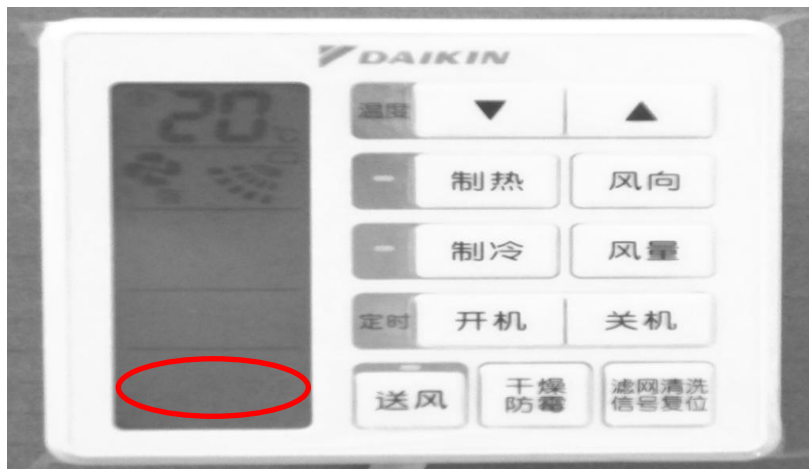 DAIKIN
20
温度 ▼ ▲
制热 风向
制冷 风量
定时 开机 关机
送风 干燥防霉 滤网清洗信号复位